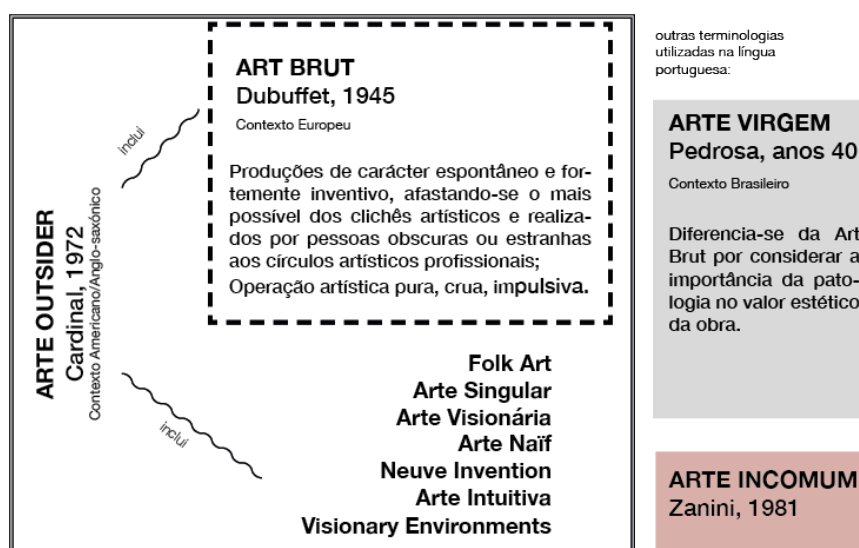 ARTE OUTSIDER
Cardinal, 1972
Contexto Americano/Anglo-saxónico
inclui
ART BRUT
Dubuffet, 1945
Contexto Europeu
Produções de carácter espontâneo e for-
temente inventivo, afastando-se o mais
possível dos clichês artísticos e realiza-
dos por pessoas obscuras ou estranhas
aos círculos artísticos profissionais;
Operação artística pura, crua, impulsiva.
inclui
Folk Art
Arte Singular
Arte Visionária
Arte Naïf
Neuve Invention
Arte Intuitiva
Visionary Environments
outras terminologias
utilizadas na língua
portuguesa:
ARTE VIRGEM
Pedrosa, anos 40
Contexto Brasileiro
Diferencia-se da Art
Brut por considerar a
importância da pato-
logia no valor estético
da obra.
ARTE INCOMUM
Zanini, 1981